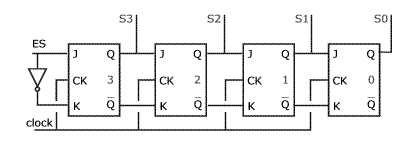 S3 S2 S1 S0
ES
J Q J Q J Q J Q
CK 3 CK 2 CK 1 CK 0
K Q̅ K Q̅ K Q̅ K Q̅
clock